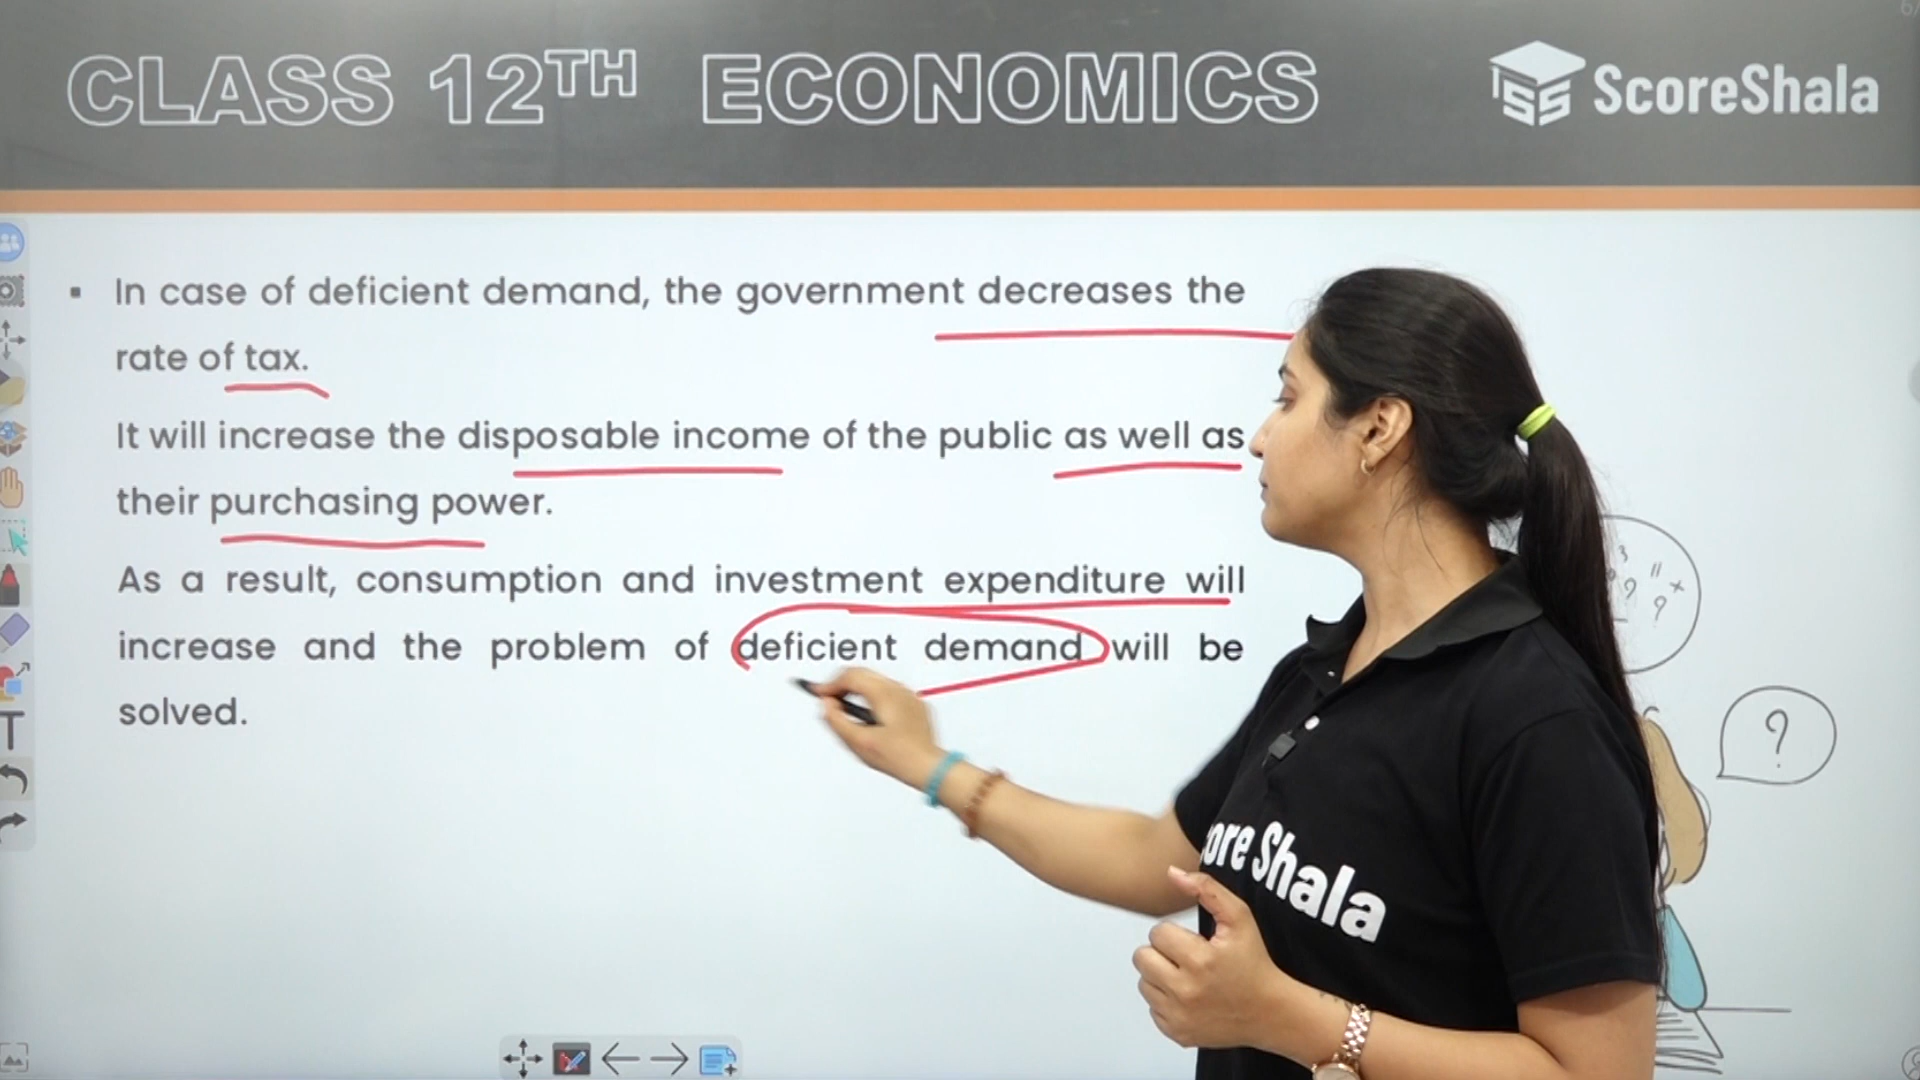 CLASS 12TH ECONOMICS
SS ScoreShala
▪ In case of deficient demand, the government decreases the
rate of tax.
It will increase the disposable income of the public as well as
their purchasing power.
As a result, consumption and investment expenditure will
increase and the problem of deficient demand will be
solved.
ore Shala
?
T